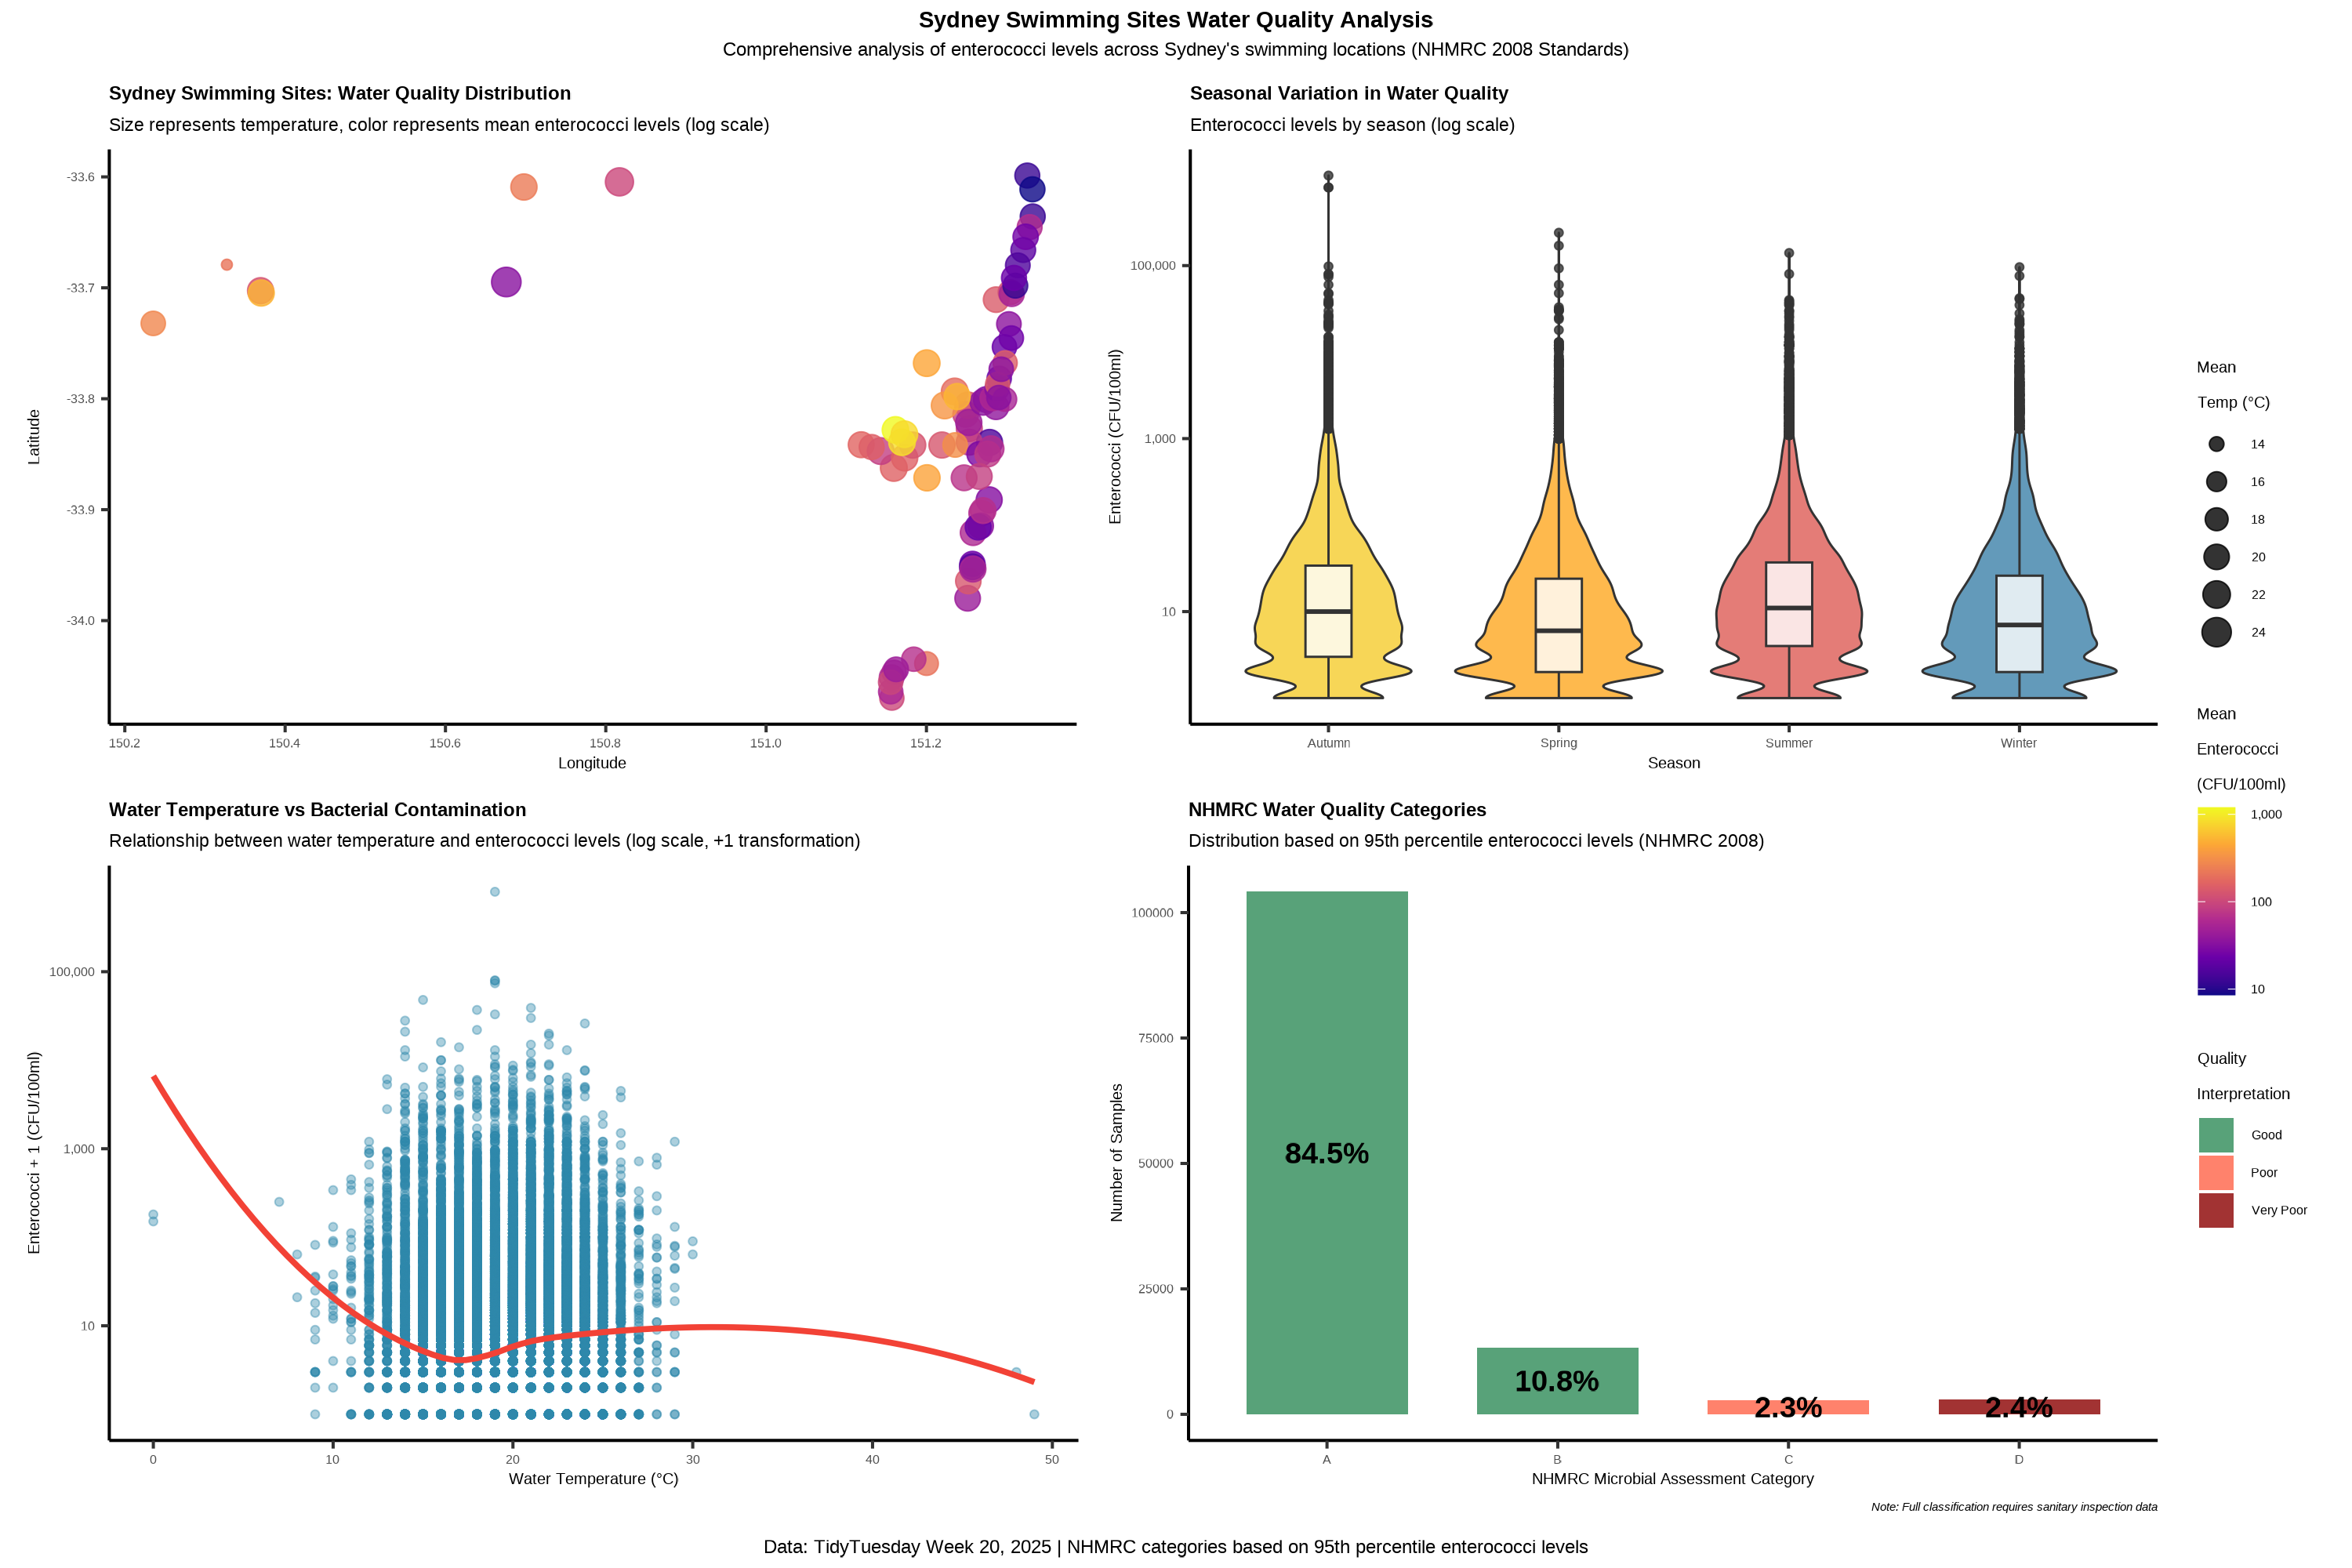 Sydney Swimming Sites Water Quality Analysis
Comprehensive analysis of enterococci levels across Sydney's swimming locations (NHMRC 2008 Standards)
Sydney Swimming Sites: Water Quality Distribution
Size represents temperature, color represents mean enterococci levels (log scale)
Latitude
-33.6
-33.7
-33.8
-33.9
-34.0
150.2 150.4 150.6 150.8 151.0 151.2
Longitude
Seasonal Variation in Water Quality
Enterococci levels by season (log scale)
Enterococci (CFU/100ml)
100,000
1,000
10
Autumn Spring Summer Winter
Season
Water Temperature vs Bacterial Contamination
Relationship between water temperature and enterococci levels (log scale, +1 transformation)
Enterococci + 1 (CFU/100ml)
100,000
1,000
10
0 10 20 30 40 50
Water Temperature (°C)
NHMRC Water Quality Categories
Distribution based on 95th percentile enterococci levels (NHMRC 2008)
Number of Samples
100000
75000
50000
25000
0
84.5%
10.8%
2.3%
2.4%
A B C D
NHMRC Microbial Assessment Category
Note: Full classification requires sanitary inspection data
Mean
Temp (°C)
14
16
18
20
22
24
Mean
Enterococci
(CFU/100ml)
1,000
100
10
Quality
Interpretation
Good
Poor
Very Poor
Data: TidyTuesday Week 20, 2025 | NHMRC categories based on 95th percentile enterococci levels